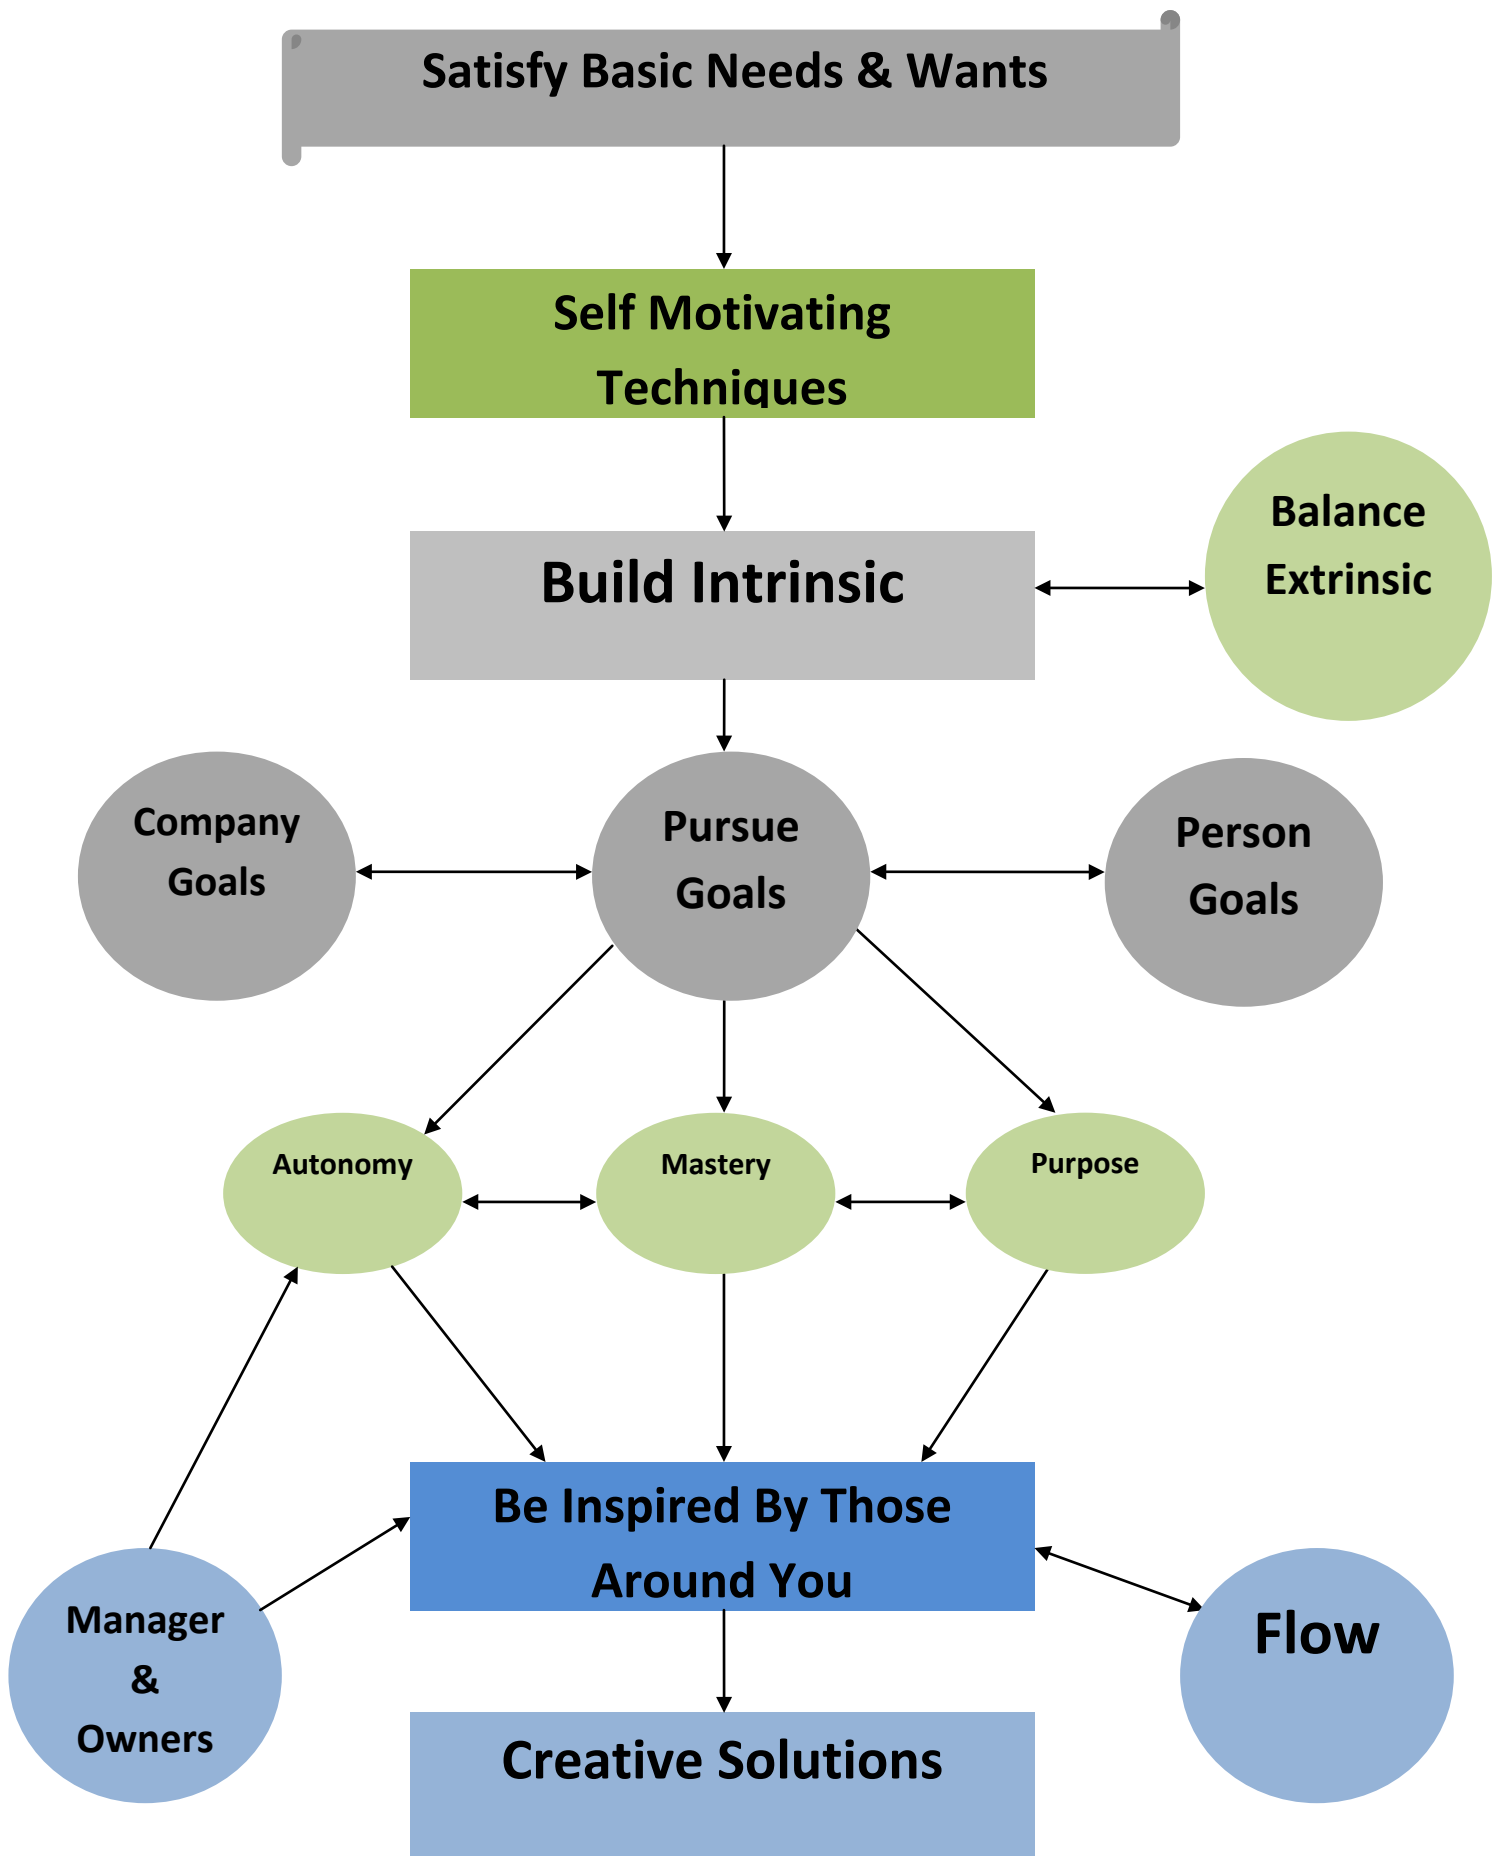 Satisfy Basic Needs & Wants
Self Motivating
Techniques
Build Intrinsic
Balance
Extrinsic
Company
Goals
Pursue
Goals
Person
Goals
Autonomy
Mastery
Purpose
Be Inspired By Those
Around You
Manager
&
Owners
Flow
Creative Solutions